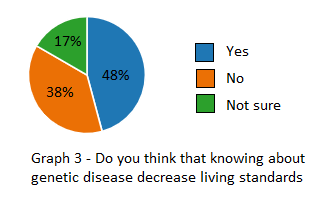 17%
Yes
48%
No
38%
Not sure
Graph 3 - Do you think that knowing about
genetic disease decrease living standards